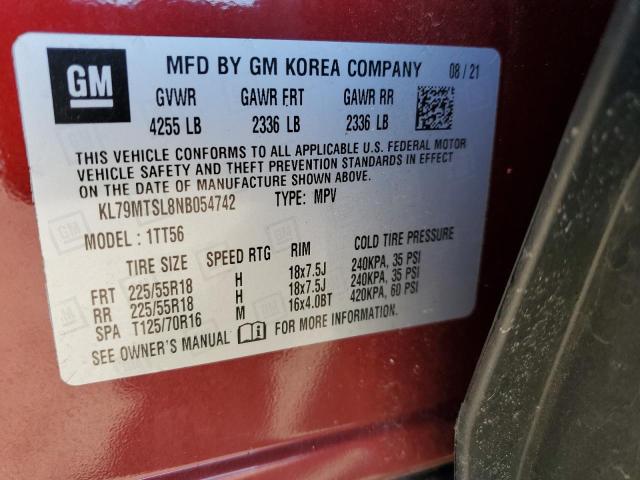 GM
MFD BY GM KOREA COMPANY 08/21
GVWR GAWR FRT GAWR RR
4255 LB 2336 LB 2336 LB
THIS VEHICLE CONFORMS TO ALL APPLICABLE U.S. FEDERAL MOTOR
VEHICLE SAFETY AND THEFT PREVENTION STANDARDS IN EFFECT
ON THE DATE OF MANUFACTURE SHOWN ABOVE.
KL79MTSL8NB054742 TYPE: MPV
MODEL : 1TT56
TIRE SIZE SPEED RTG RIM COLD TIRE PRESSURE
FRT 225/55R18 H 18x7.5J 240KPA, 35 PSI
RR 225/55R18 H 18x7.5J 240KPA, 35 PSI
SPA T125/70R16 M 16x4.0BT 420KPA, 60 PSI
SEE OWNER'S MANUAL FOR MORE INFORMATION.